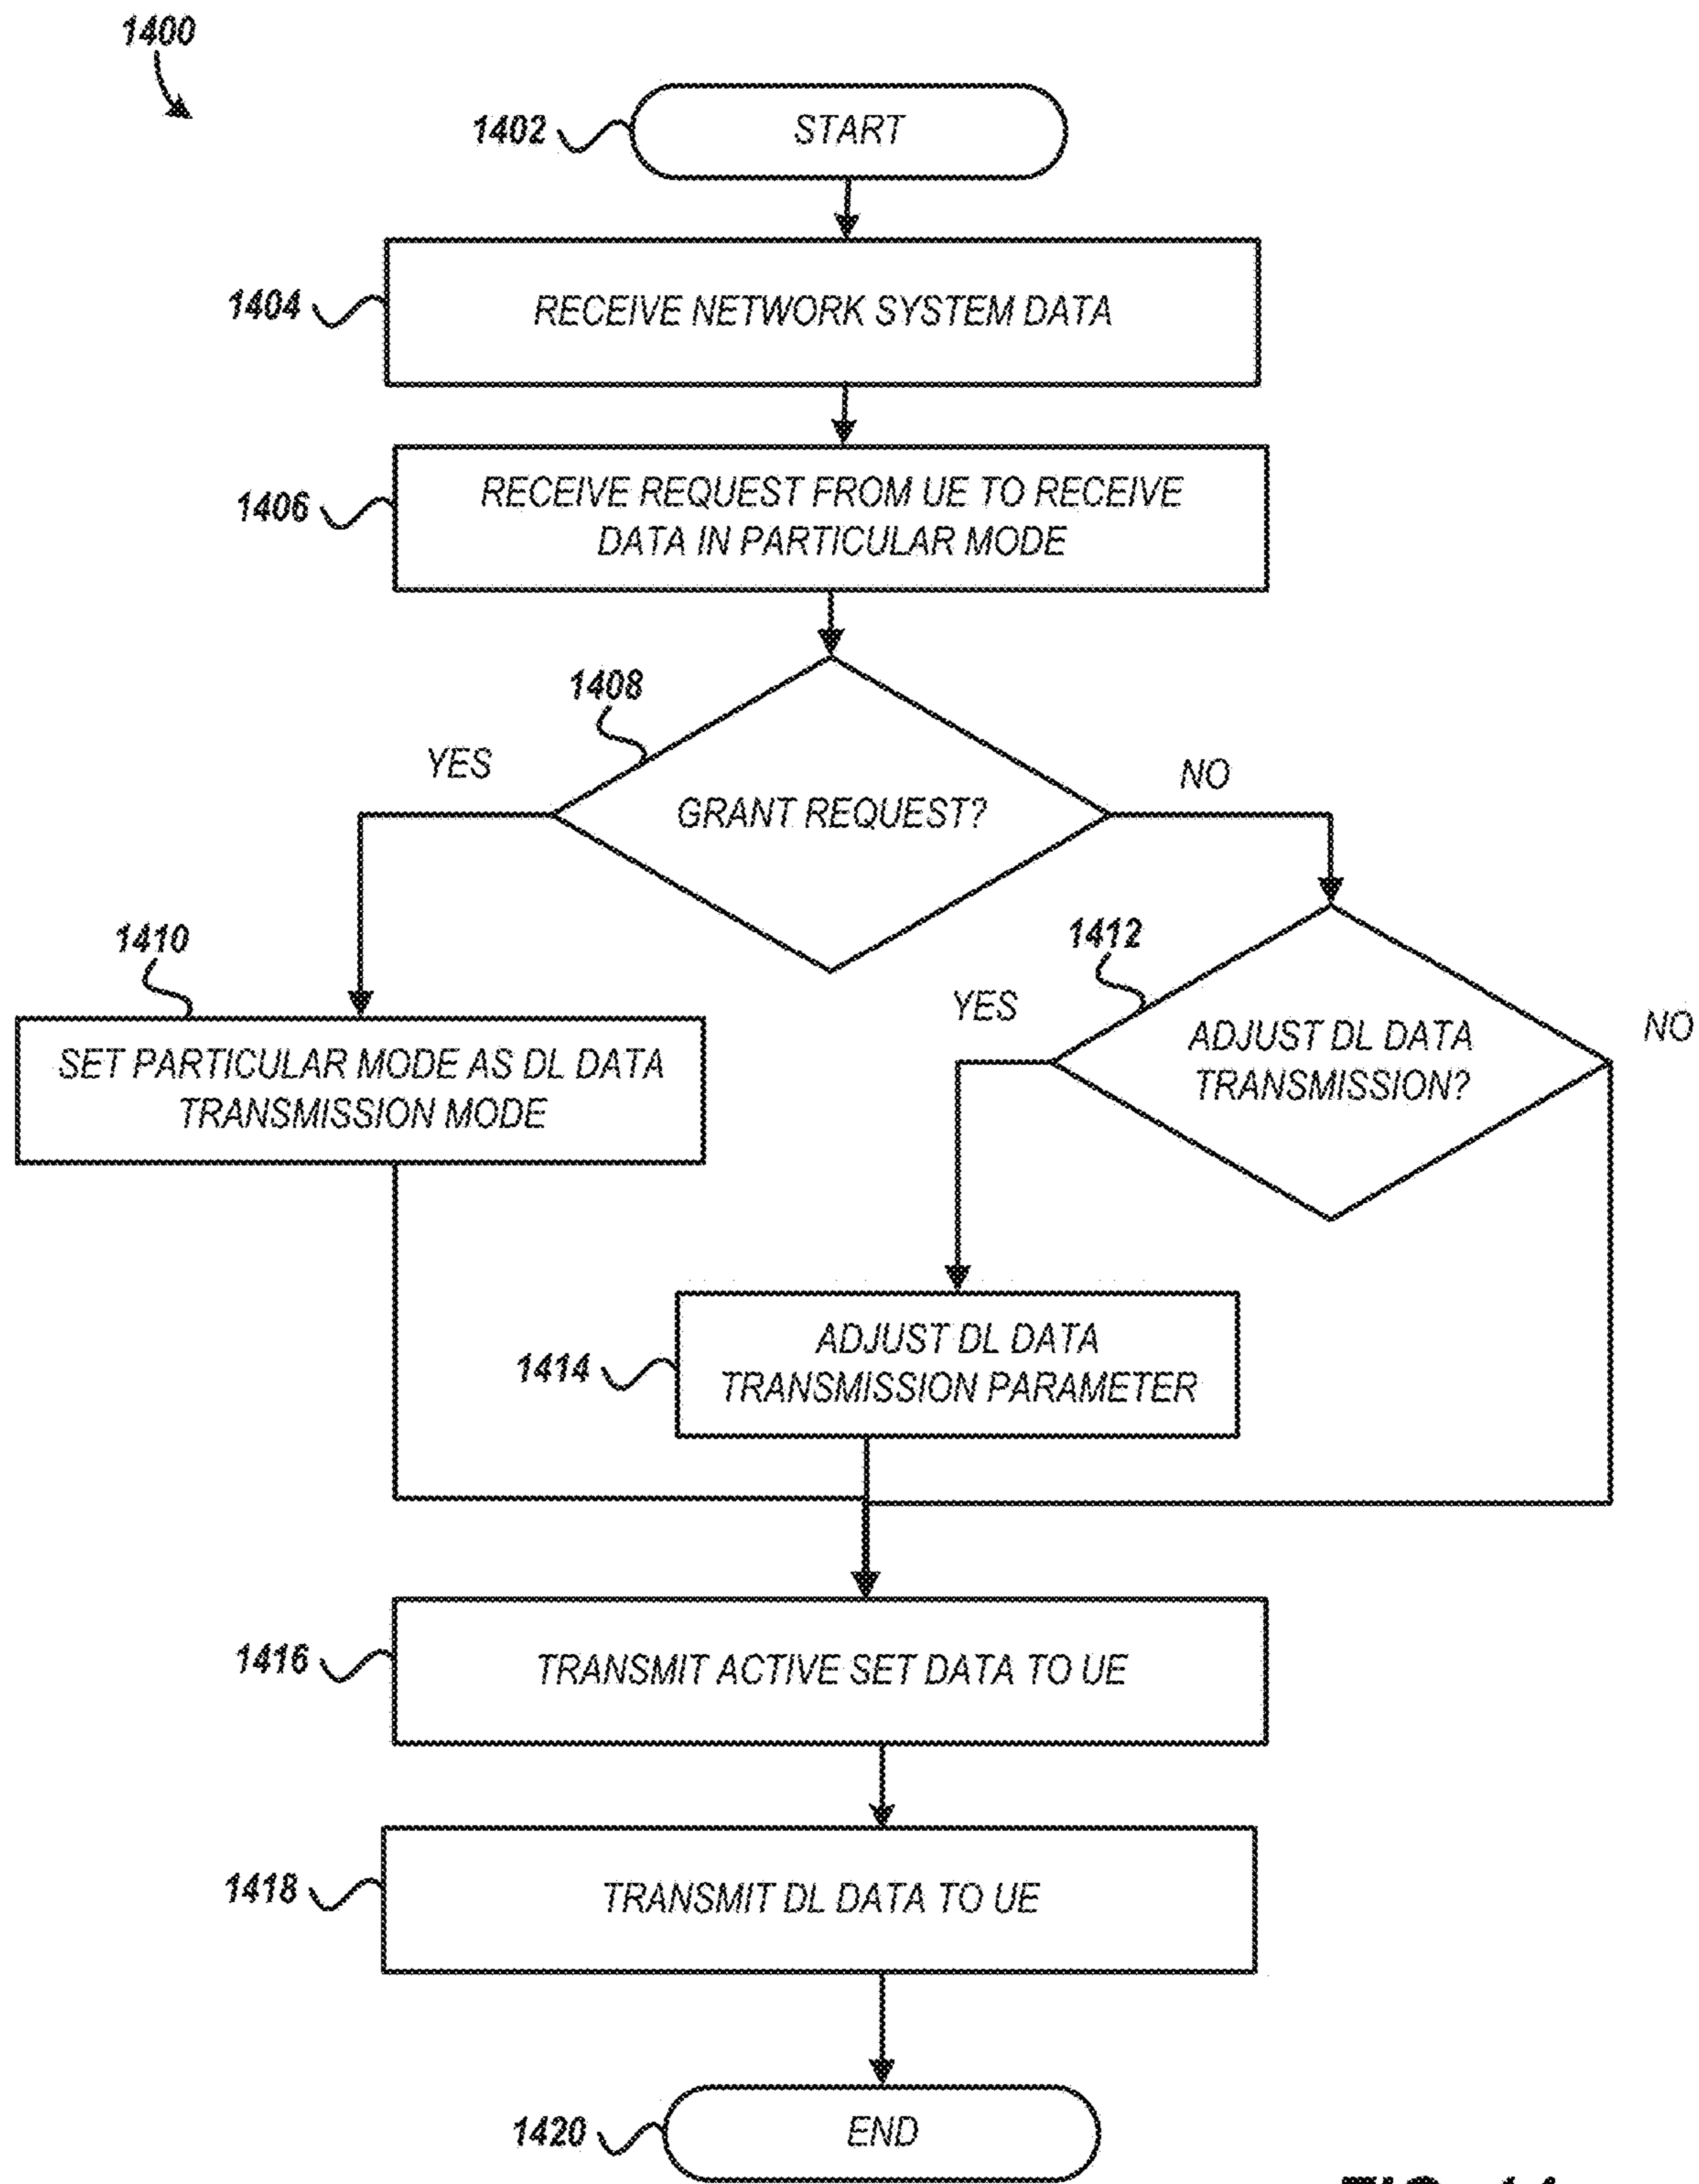 1400
1402
START
1404
RECEIVE NETWORK SYSTEM DATA
1406
RECEIVE REQUEST FROM UE TO RECEIVE
DATA IN PARTICULAR MODE
1408
YES
GRANT REQUEST?
NO
1410
SET PARTICULAR MODE AS DL DATA
TRANSMISSION MODE
1412
YES
ADJUST DL DATA
TRANSMISSION?
NO
1414
ADJUST DL DATA
TRANSMISSION PARAMETER
1416
TRANSMIT ACTIVE SET DATA TO UE
1418
TRANSMIT DL DATA TO UE
1420
END